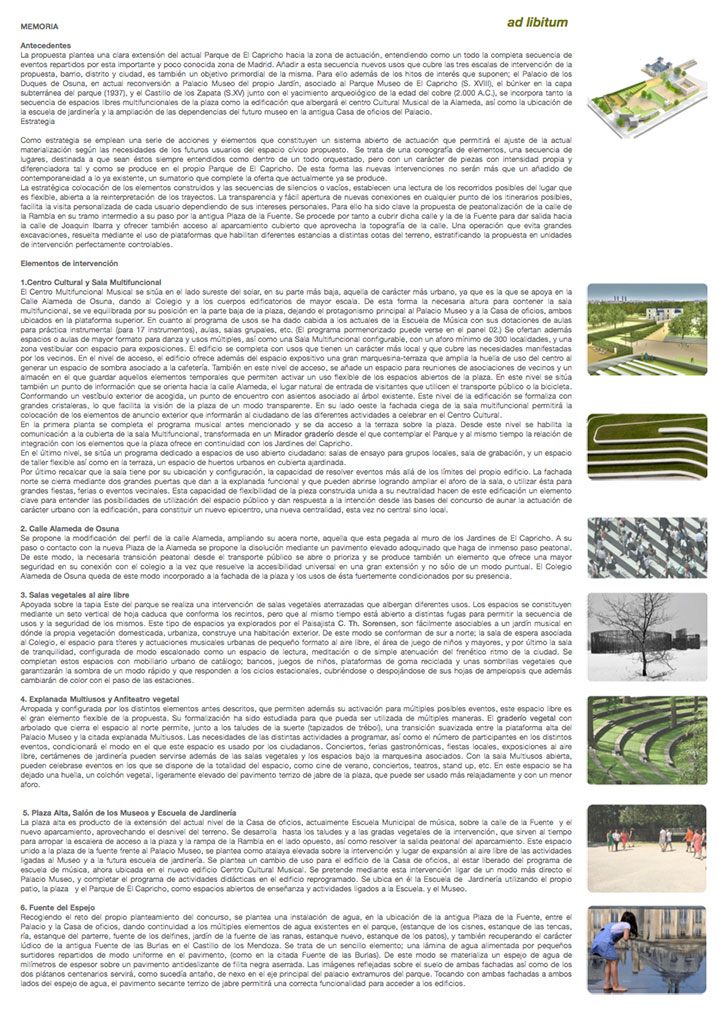 MEMORIA
ad libitum
Antecedentes
La propuesta plantea una clara extensión del actual Parque de El Capricho hacia la zona de actuación, entendiendo como un todo la completa secuencia de
eventos repartidos por esta importante y poco conocida zona de Madrid. Añadir a esta secuencia nuevos usos que cubre las tres escalas de intervención de la
propuesta, barrio, distrito y ciudad, es también un objetivo primordial de la misma. Para ello además de los hitos de interés que suponen; el Palacio de los
Duques de Osuna, en actual reconversión a Palacio Museo del propio Jardín, asociado al Parque Museo de El Capricho (S. XVIII), el búnker en la capa
subterránea del parque (1937), y el Castillo de los Zapata (S.XV) junto con el yacimiento arqueológico de la edad del cobre (2.000 A.C.), se incorpora tanto la
secuencia de espacios libres multifuncionales de la plaza como la edificación que albergará el centro Cultural Musical de la Alameda, así como la ubicación de
la escuela de jardinería y la ampliación de las dependencias del futuro museo en la antigua Casa de oficios del Palacio.
Estrategia
Como estrategia se emplean una serie de acciones y elementos que constituyen un sistema abierto de actuación que permitirá el ajuste de la actual
materialización según las necesidades de los futuros usuarios del espacio cívico propuesto. Se trata de una coreografía de elementos, una secuencia de
lugares, destinada a que sean éstos siempre entendidos como dentro de un todo orquestado, pero con un carácter de piezas con intensidad propia y
diferenciadora tal y como se produce en el propio Parque de El Capricho. De esta forma las nuevas intervenciones no serán más que un añadido de
contemporaneidad a lo ya existente, un sumatorio que complete la oferta que actualmente ya se produce.
La estratégica colocación de los elementos construidos y las secuencias de silencios o vacíos, establecen una lectura de los recorridos posibles del lugar que
es flexible, abierta a la reinterpretación de los trayectos. La transparencia y fácil apertura de nuevas conexiones en cualquier punto de los itinerarios posibles,
facilita la visita personalizada de cada usuario dependiendo de sus intereses personales. Para ello ha sido clave la propuesta de peatonalización de la calle de
la Rambla en su tramo intermedio a su paso por la antigua Plaza de la Fuente. Se procede por tanto a cubrir dicha calle y la de la Fuente para dar salida hacia
la calle de Joaquin Ibarra y ofrecer también acceso al aparcamiento cubierto que aprovecha la topografía de la calle. Una operación que evita grandes
excavaciones, resuelta mediante el uso de plataformas que habilitan diferentes estancias a distintas cotas del terreno, estratificando la propuesta en unidades
de intervención perfectamente controlables.
Elementos de intervención
1.Centro Cultural y Sala Multifuncional
El Centro Multifuncional Musical se sitúa en el lado sureste del solar, en su parte más baja, aquella de carácter más urbano, ya que es la que se apoya en la
Calle Alameda de Osuna, dando al Colegio y a los cuerpos edificatorios de mayor escala. De esta forma la necesaria altura para contener la sala
multifuncional, se ve equilibrada por su posición en la parte baja de la plaza, dejando el protagonismo principal al Palacio Museo y a la Casa de oficios, ambos
ubicados en la plataforma superior. En cuanto al programa de usos se ha dado cabida a los actuales de la Escuela de Música con sus dotaciones de aulas
para práctica instrumental (para 17 instrumentos), aulas, salas grupales, etc. (El programa pormenorizado puede verse en el panel 02.) Se ofertan además
espacios o aulas de mayor formato para danza y usos múltiples, así como una Sala Multifuncional configurable, con un aforo mínimo de 300 localidades, y una
zona vestibular con espacio para exposiciones. El edificio se completa con usos que tienen un carácter más local y que cubre las necesidades manifestadas
por los vecinos. En el nivel de acceso, el edificio ofrece además del espacio expositivo una gran marquesina-terraza que amplia la huella de uso del centro al
generar un espacio de sombra asociado a la cafetería. También en este nivel de acceso, se añade un espacio para reuniones de asociaciones de vecinos y un
almacén en el que guardar aquellos elementos temporales que permiten activar un uso flexible de los espacios abiertos de la plaza. En este nivel se sitúa
también un punto de información que se orienta hacia la calle Alameda, el lugar natural de entrada de visitantes que utilicen el transporte público o la bicicleta.
Conformando un vestíbulo exterior de acogida, un punto de encuentro con asientos asociado al árbol existente. Este nivel de la edificación se formaliza con
grandes cristaleras, lo que facilita la visión de la plaza de un modo transparente. En su lado oeste la fachada ciega de la sala multifuncional permitirá la
colocación de los elementos de anuncio exterior que informarán al ciudadano de las diferentes actividades a celebrar en el Centro Cultural.
En la primera planta se completa el programa musical antes mencionado y se da acceso a la terraza sobre la plaza. Desde este nivel se habilita la
comunicación a la cubierta de la sala Multifuncional, transformada en un Mirador graderío desde el que contemplar el Parque y al mismo tiempo la relación de
integración con los elementos que la plaza ofrece en continuidad con los Jardines del Capricho.
En el último nivel, se sitúa un programa dedicado a espacios de uso abierto ciudadano: salas de ensayo para grupos locales, sala de grabación, y un espacio
de taller flexible así como en la terraza, un espacio de huertos urbanos en cubierta ajardinada.
Por último recalcar que la sala tiene por su ubicación y configuración, la capacidad de resolver eventos más allá de los límites del propio edificio. La fachada
norte se cierra mediante dos grandes puertas que dan a la explanada funcional y que pueden abrirse logrando ampliar el aforo de la sala, o utilizar ésta para
grandes fiestas, ferias o eventos vecinales. Esta capacidad de flexibilidad de la pieza construida unida a su neutralidad hacen de este edificación un elemento
clave para entender las posibilidades de utilización del espacio público y dan respuesta a la intención desde las bases del concurso de aunar la actuación de
carácter urbano con la edificación, para constituir un nuevo epicentro, una nueva centralidad, esta vez no central sino local.
2. Calle Alameda de Osuna
Se propone la modificación del perfil de la calle Alameda, ampliando su acera norte, aquella que esta pegada al muro de los Jardines de El Capricho. A su
paso o contacto con la nueva Plaza de la Alameda se propone la disolución mediante un pavimento elevado adoquinado que haga de inmenso paso peatonal.
De este modo, la necesaria transición peatonal desde el transporte público se abre o prioriza y se produce también un elemento que ofrece una mayor
seguridad en su conexión con el colegio a la vez que resuelve la accesibilidad universal en una gran extensión y no sólo de un modo puntual. El Colegio
Alameda de Osuna queda de este modo incorporado a la fachada de la plaza y los usos de ésta fuertemente condicionados por su presencia.
3. Salas vegetales al aire libre
Apoyada sobre la tapia Este del parque se realiza una intervención de salas vegetales aterrazadas que albergan diferentes usos. Los espacios se constituyen
mediante un seto vertical de hoja caduca que conforma los recintos, pero que al mismo tiempo está abierto a distintas fugas para permitir la secuencia de
usos y la seguridad de los mismos. Este tipo de espacios ya explorados por el Paisajista C. Th. Sorensen, son fácilmente asociables a un jardín musical en
dónde la propia vegetación domesticada, urbaniza, construye una habitación exterior. De este modo se conforman de sur a norte; la sala de espera asociada
al Colegio, el espacio para títeres y actuaciones musicales urbanas de pequeño formato al aire libre, el área de juego de niños y mayores, y por último la sala
de tranquilidad, configurada de modo escalonado como un espacio de lectura, meditación o de simple atenuación del frenético ritmo de la ciudad. Se
completan estos espacios con mobiliario urbano de catálogo; bancos, juegos de niños, plataformas de goma reciclada y unas sombrillas vegetales que
garantizarán la sombra de un modo rápido y que responden a los ciclos estacionales, cubriéndose o despojándose de sus hojas de ampelopsis que además
cambiarán de color con el paso de las estaciones.
4. Explanada Multiusos y Anfiteatro vegetal
Arropada y configurada por los distintos elementos antes descritos, que permiten además su activación para múltiples posibles eventos, este espacio libre es
el gran elemento flexible de la propuesta. Su formalización ha sido estudiada para que pueda ser utilizada de múltiples maneras. El graderío vegetal con
arbolado que cierra el espacio al norte permite, junto a los taludes de la suerte (tapizados de trébol), una transición suavizada entre la plataforma alta del
Palacio Museo y la citada explanada Multiusos. Las necesidades de las distintas actividades a programar, así como el número de participantes en los distintos
eventos, condicionará el modo en el que este espacio es usado por los ciudadanos. Conciertos, ferias gastronómicas, fiestas locales, exposiciones al aire
libre, certámenes de jardinería pueden servirse además de las salas vegetales y los espacios bajo la marquesina asociados. Con la sala Multiusos abierta,
pueden celebrase eventos en los que se dispone de la totalidad del espacio, como cine de verano, conciertos, teatros, stand up, etc. En este espacio se ha
dejado una huella, un colchón vegetal, ligeramente elevado del pavimento terrizo de jabre de la plaza, que puede ser usado más relajadamente y con un menor
aforo.
5. Plaza Alta, Salón de los Museos y Escuela de Jardinería
La plaza alta es producto de la extensión del actual nivel de la Casa de oficios, actualmente Escuela Municipal de música, sobre la calle de la Fuente y el
nuevo aparcamiento, aprovechando el desnivel del terreno. Se desarrolla hasta los taludes y a las gradas vegetales de la intervención, que sirven al tiempo
para arropar la escalera de acceso a la plaza y la rampa de la Rambla en el lado opuesto, así como resolver la salida peatonal del aparcamiento. Este espacio
unido a la plaza de la fuente frente al Palacio Museo, se plantea como atalaya elevada sobre la intervención y lugar de expansión al aire libre de las actividades
ligadas al Museo y a la futura escuela de jardinería. Se plantea un cambio de uso para el edificio de la Casa de oficios, al estar liberado del programa de
escuela de música, ahora ubicada en el nuevo edificio Centro Cultural Musical. Se pretende mediante esta intervención ligar de un modo más directo el
Palacio Museo, y completar el programa de actividades didácticas en el edificio reprogramado. Se ubica en él la Escuela de Jardinería utilizando el propio
patio, la plaza y el Parque de El Capricho, como espacios abiertos de enseñanza y actividades ligados a la Escuela. y el Museo.
6. Fuente del Espejo
Recogiendo el reto del propio planteamiento del concurso, se plantea una instalación de agua, en la ubicación de la antigua Plaza de la Fuente, entre el
Palacio y la Casa de oficios, dando continuidad a los múltiples elementos de agua existentes en el parque, (estanque de los cisnes, estanque de las tencas,
ría, estanque del parterre, fuente de los delfines, jardín de la fuente de las ranas, estanque nuevo, estanque de los patos), y también recuperando el carácter
lúdico de la antigua Fuente de las Burlas en el Castillo de los Mendoza. Se trata de un sencillo elemento; una lámina de agua alimentada por pequeños
surtidores repartidos de modo uniforme en el pavimento, (como en la citada Fuente de las Burlas). De este modo se materializa un espejo de agua de
milímetros de espesor sobre un pavimento antideslizante de filita negra aserrada. Las imágenes reflejadas sobre el suelo de ambas fachadas así como de los
dos plátanos centenarios servirá, como sucedía antaño, de nexo en el eje principal del palacio extramuros del parque. Tocando con ambas fachadas a ambos
lados del espejo de agua, el pavimento secante terrizo de jabre permitirá una correcta funcionalidad para acceder a los edificios.